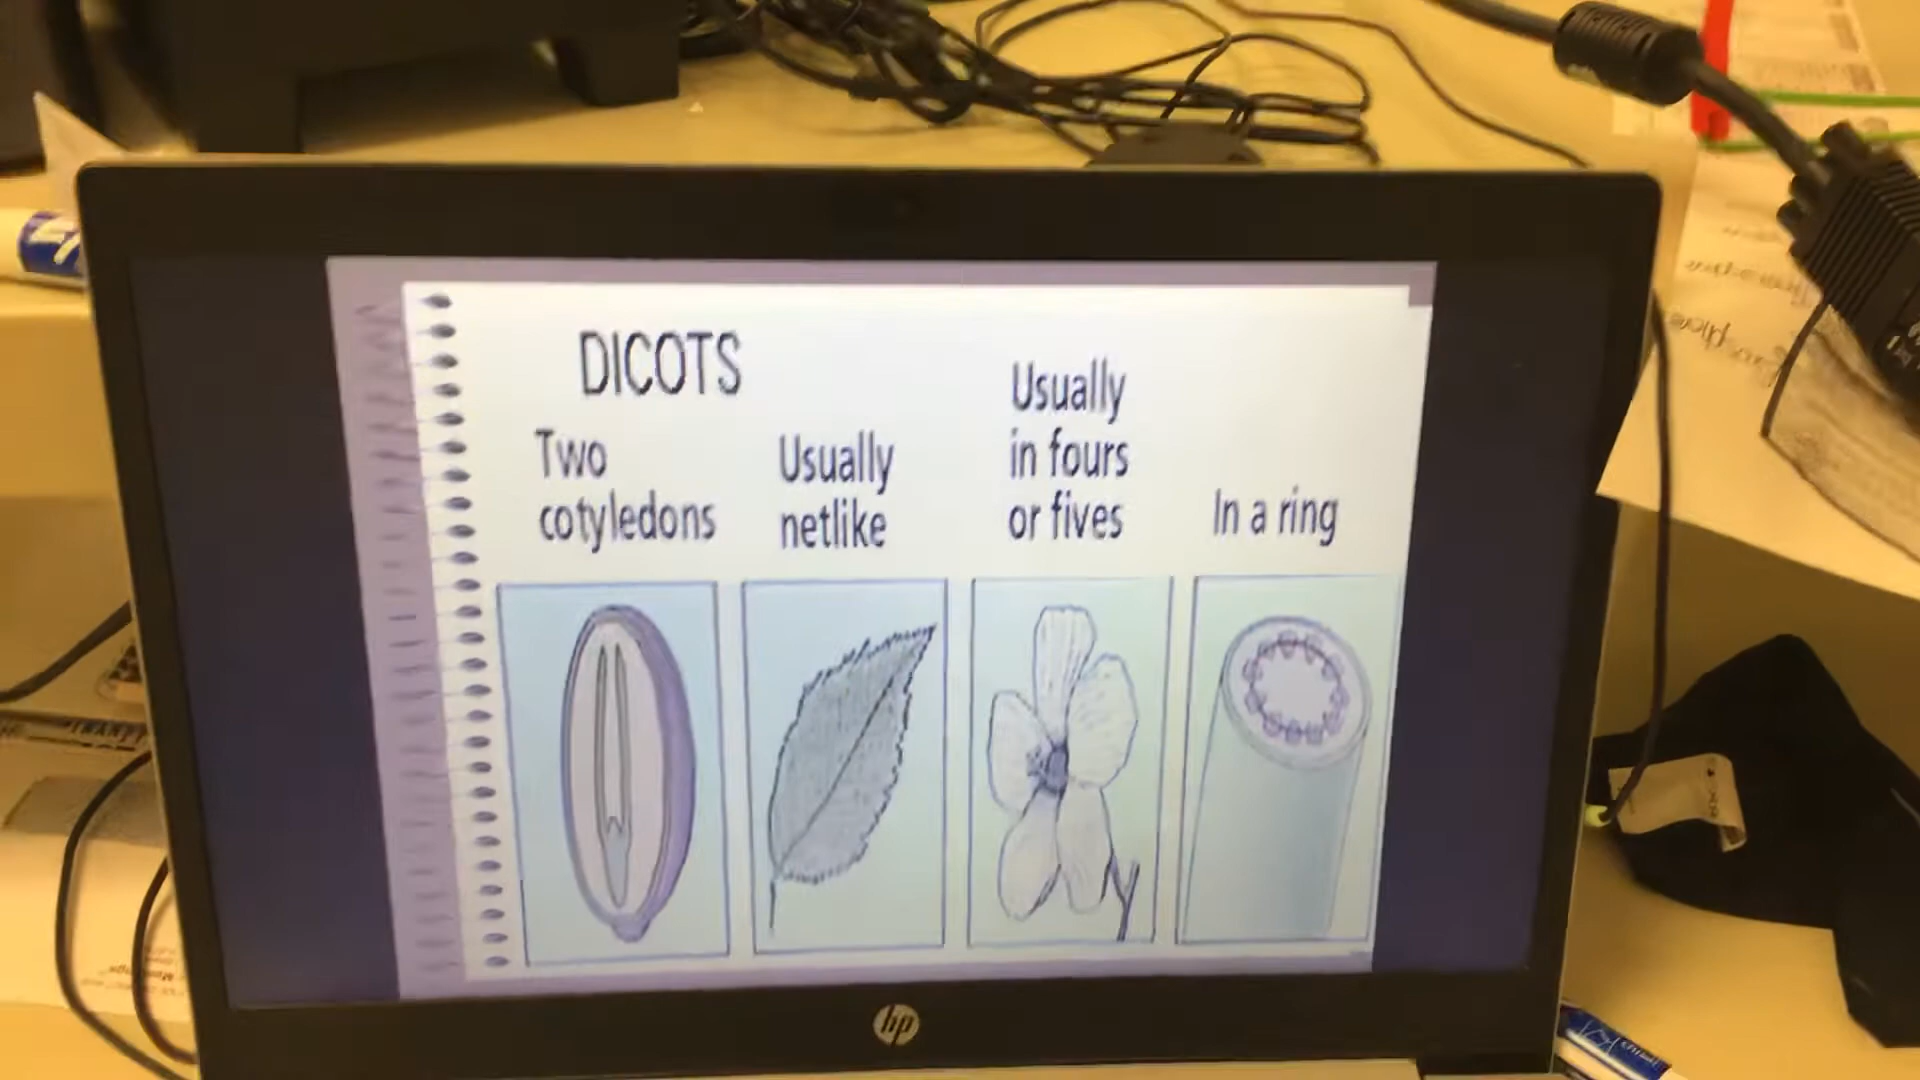 DICOTS
Two
cotyledons
Usually
netlike
Usually
in fours
or fives
In a ring
hp